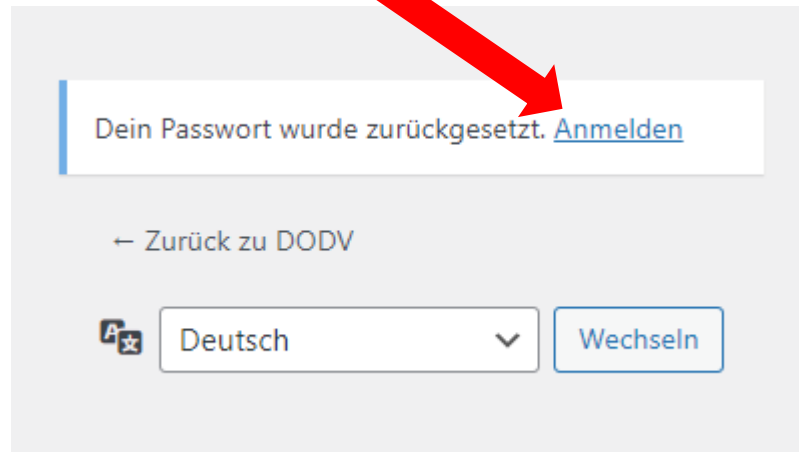 Dein Passwort wurde zurückgesetzt. Anmelden
← Zurück zu DODV
Deutsch
Wechseln